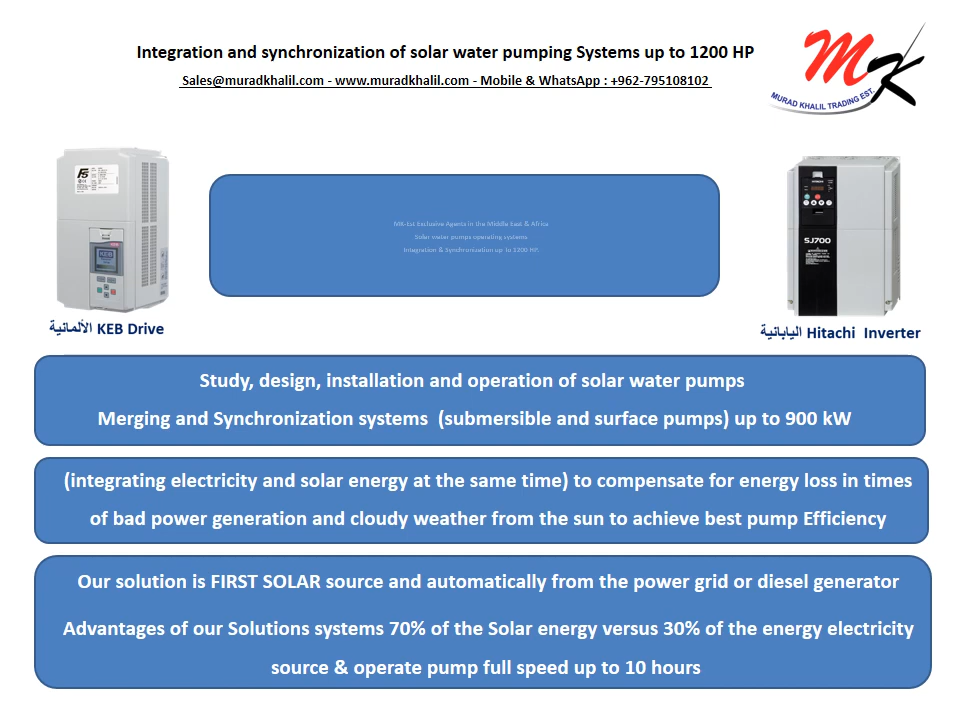 Integration and synchronization of solar water pumping Systems up to 1200 HP
Sales@muradkhalil.com - www.muradkhalil.com - Mobile & WhatsApp : +962-795108102
MK
MURAD KHALIL TRADING EST.
F5
KEB
MK-Est Exclusive Agents in the Middle East & Africa
Solar water pumps operating systems
Integration & Synchronization up to 1200 HP.
HITACHI
SJ700
الألمانية KEB Drive
اليابانية Hitachi Inverter
Study, design, installation and operation of solar water pumps
Merging and Synchronization systems (submersible and surface pumps) up to 900 kW
(integrating electricity and solar energy at the same time) to compensate for energy loss in times
of bad power generation and cloudy weather from the sun to achieve best pump Efficiency
Our solution is FIRST SOLAR source and automatically from the power grid or diesel generator
Advantages of our Solutions systems 70% of the Solar energy versus 30% of the energy electricity
source & operate pump full speed up to 10 hours